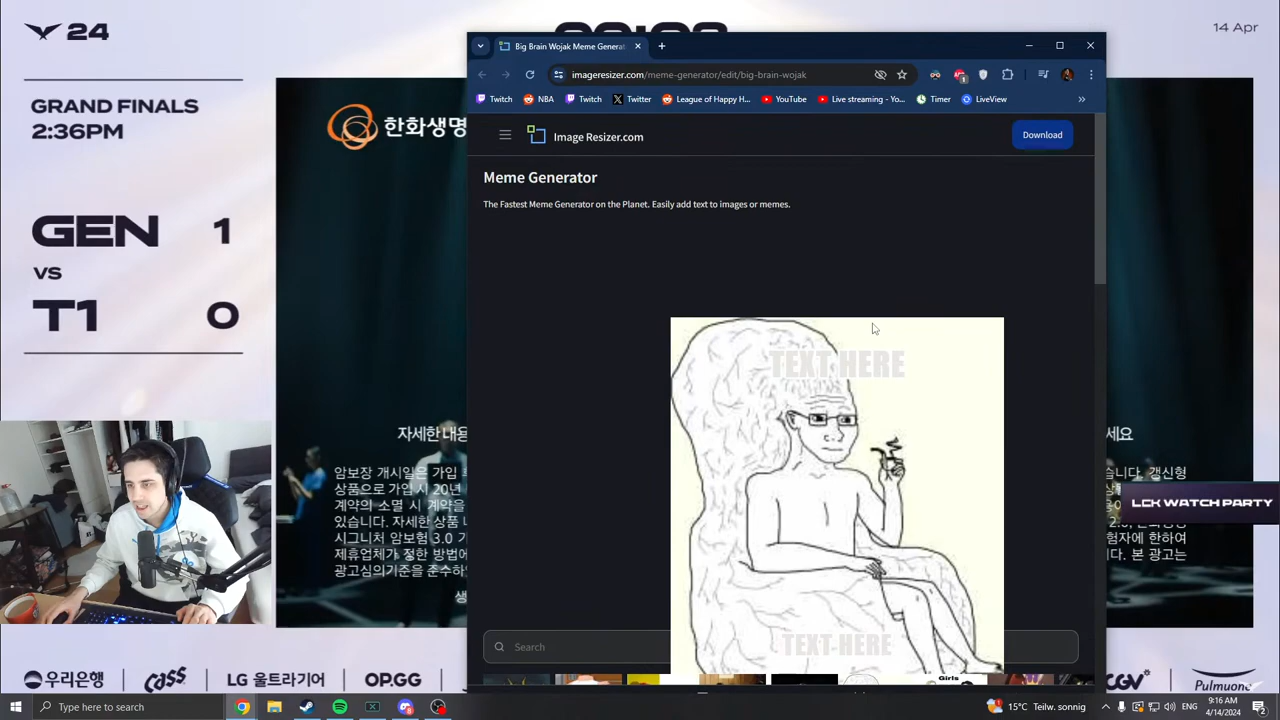 24
GRAND FINALS
2:36PM
GEN 1
VS
T1 0
14 Apr
한화생명
Big Brain Wojak Meme Generat
imageresizer.com/meme-generator/edit/big-brain-wojak
Twitch
NBA
Twitch
Twitter
League of Happy H...
YouTube
Live streaming - Yo...
Timer
LiveView
Image Resizer.com
Download
Meme Generator
The Fastest Meme Generator on the Planet. Easily add text to images or memes.
TEXT HERE
TEXT HERE
Search
Girls
자세한 내용
암보장 개시일은 가입
상품으로 가입 시 20년
계약의 소멸 시 계약을
있습니다. 자세한 상품
시그니처 암보험 3.0
제휴업체가 정한 방법에
광고심의기준을 준수하
LCK WATCH PARTY
우리은행
Cass
LG 울트라기어
OP.GG
CGV
Pulmuone
Type here to search
15°C Teilw. sonnig
ENG
9:16 AM
4/14/2024